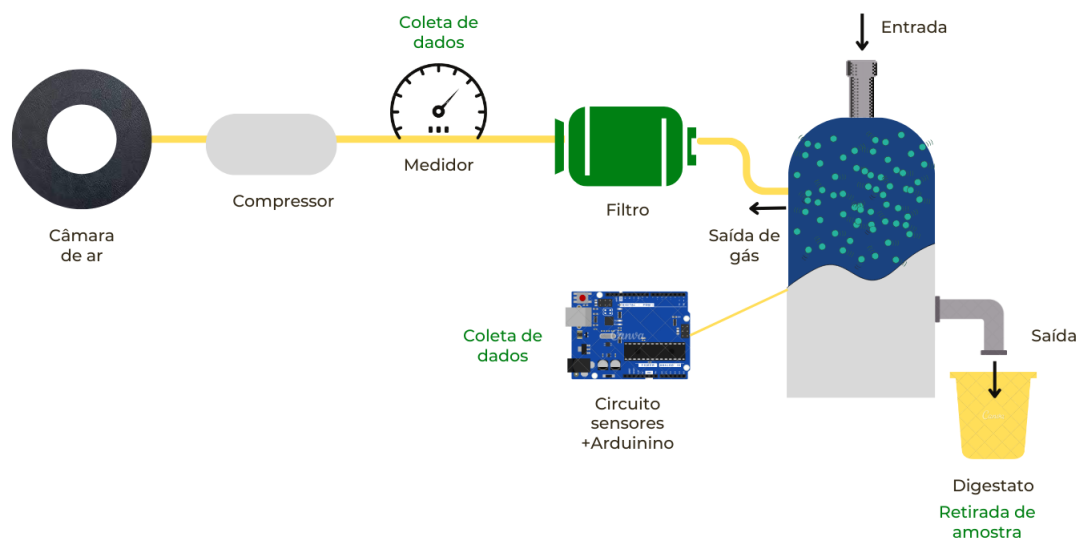 Coleta de
dados
Entrada
Câmara
de ar
Compressor
Medidor
Filtro
Saída de
gás
Coleta de
dados
Circuito
sensores
+Arduinino
Saída
Digestato
Retirada de
amostra